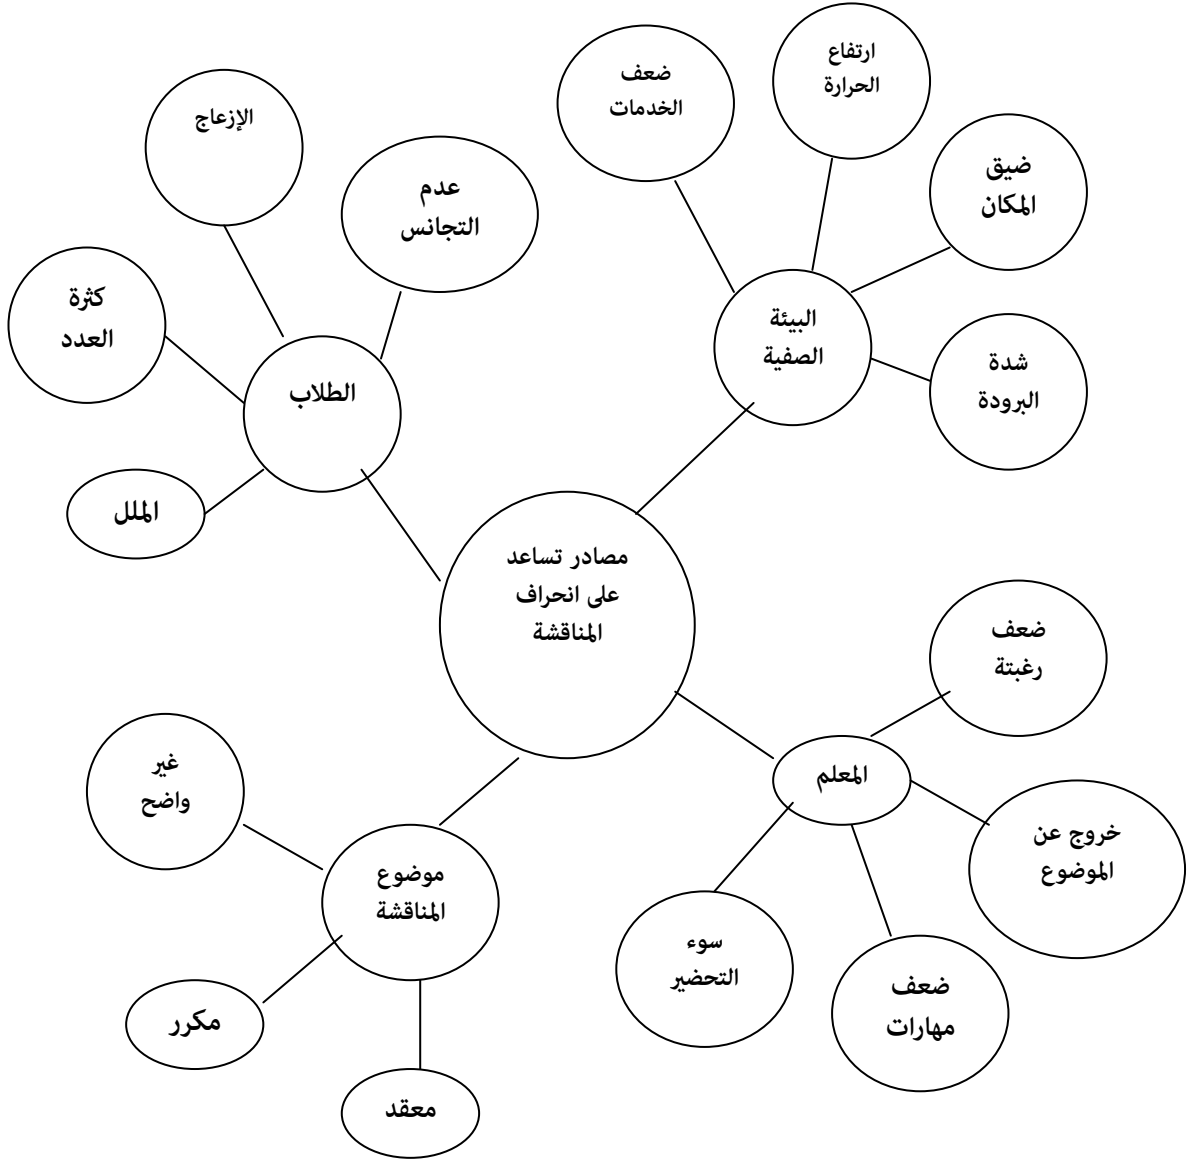 ارتفاع
الحرارة
ضعف
الخدمات
ضيق
المكان
شدة
البرودة
البيئة
الصفية
الإزعاج
عدم
التجانس
كثرة
العدد
الطلاب
الملل
مصادر تساعد
على انحراف
المناقشة
ضعف
رغبتة
المعلم
خروج عن
الموضوع
ضعف
مهارات
سوء
التحضير
غير
واضح
موضوع
المناقشة
مكرر
معقد